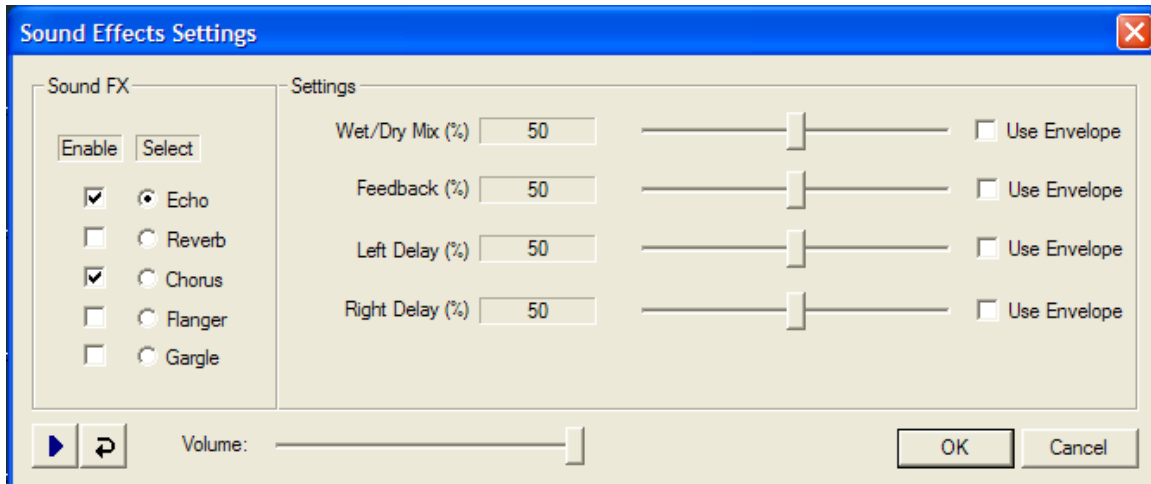 Sound Effects Settings
Sound FX
Enable Select
Echo
Reverb
Chorus
Flanger
Gargle
Settings
Wet/Dry Mix (%) 50 Use Envelope
Feedback (%) 50 Use Envelope
Left Delay (%) 50 Use Envelope
Right Delay (%) 50 Use Envelope
Volume:
OK Cancel